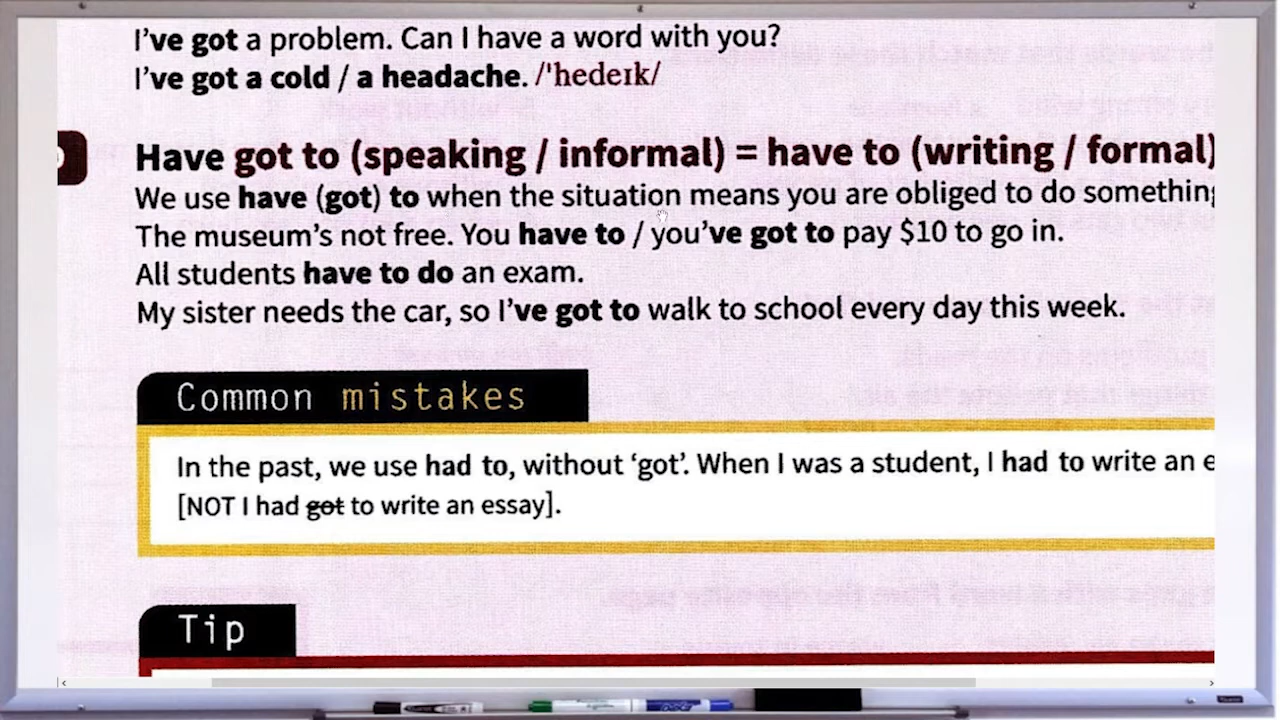 I've got a problem. Can I have a word with you?
I've got a cold / a headache. /'hedeɪk/
Have got to (speaking / informal) = have to (writing / formal)
We use have (got) to when the situation means you are obliged to do somethin
The museum's not free. You have to / you've got to pay $10 to go in.
All students have to do an exam.
My sister needs the car, so I've got to walk to school every day this week.
Common mistakes
In the past, we use had to, without 'got'. When I was a student, I had to write an e
[NOT I had got to write an essay].
Tip